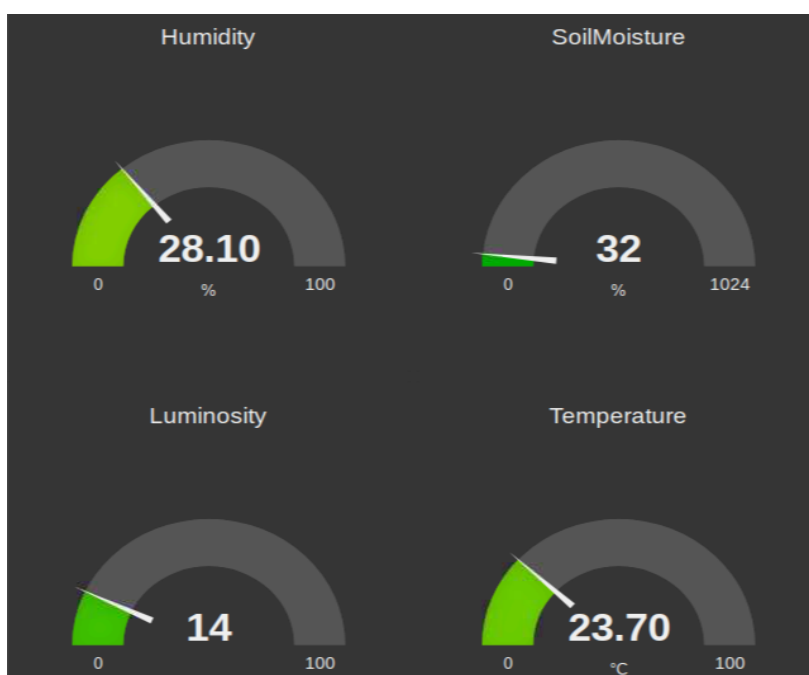 Humidity
28.10
0
%
100
SoilMoisture
32
0
%
1024
Luminosity
14
0
100
Temperature
23.70
0
°C
100